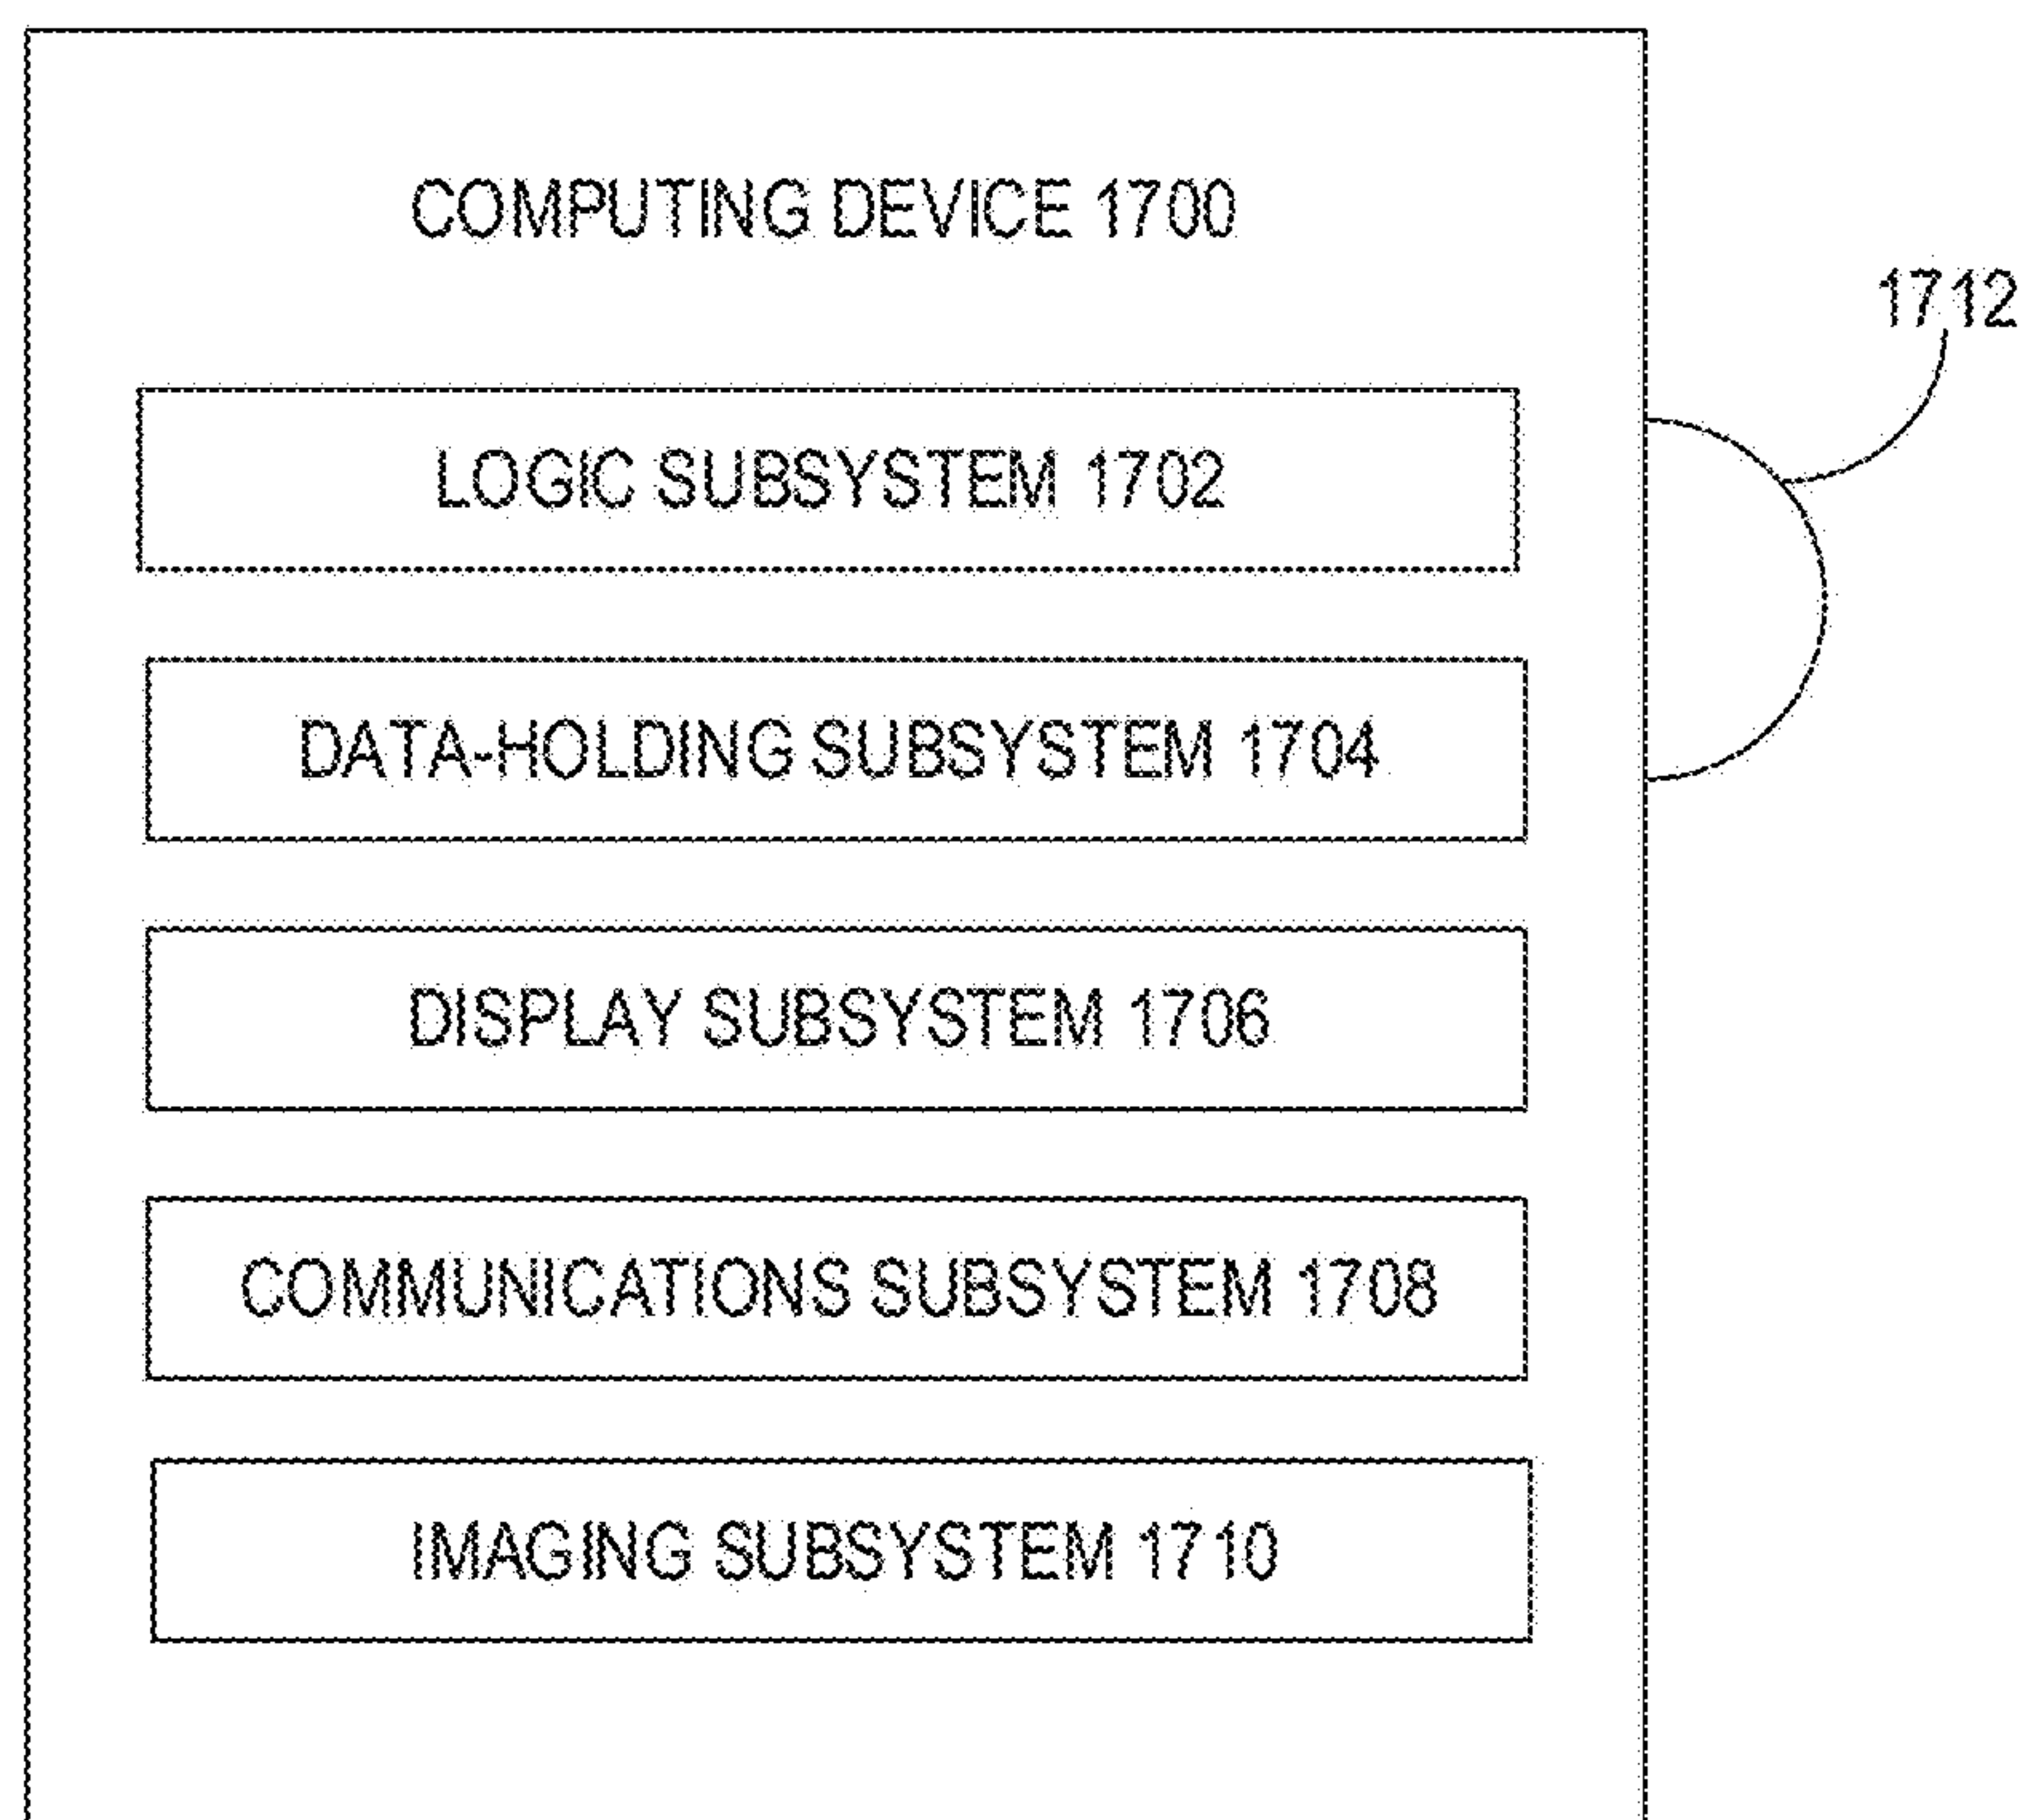 COMPUTING DEVICE 1700
1712
LOGIC SUBSYSTEM 1702
DATA-HOLDING SUBSYSTEM 1704
DISPLAY SUBSYSTEM 1706
COMMUNICATIONS SUBSYSTEM 1708
IMAGING SUBSYSTEM 1710